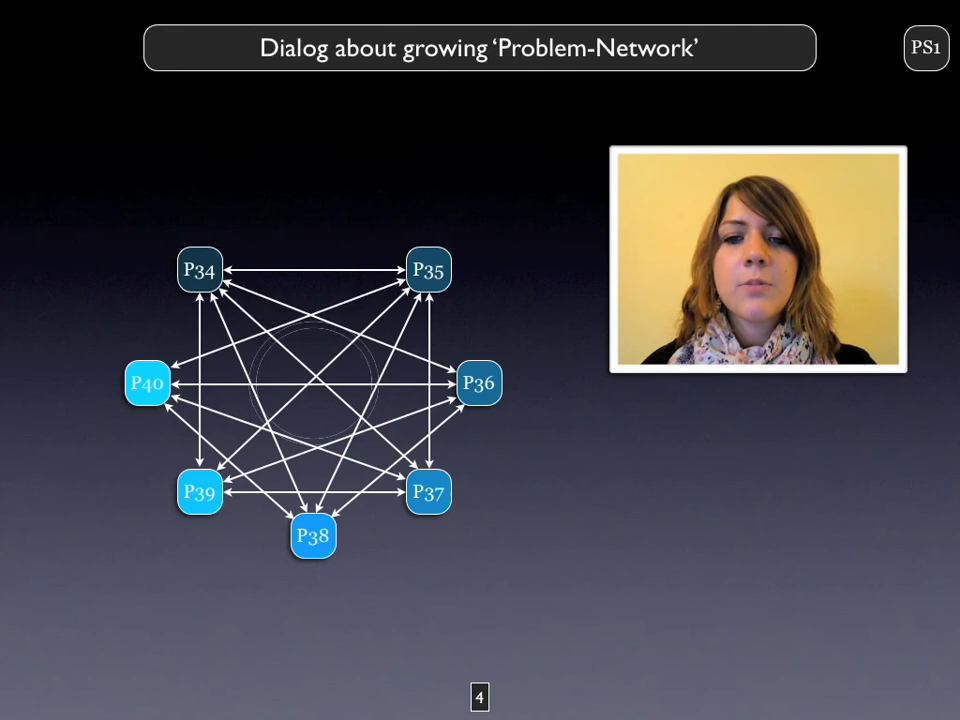 Dialog about growing ‘Problem-Network’
PS1
P34
P35
P40
P36
P39
P37
P38
4